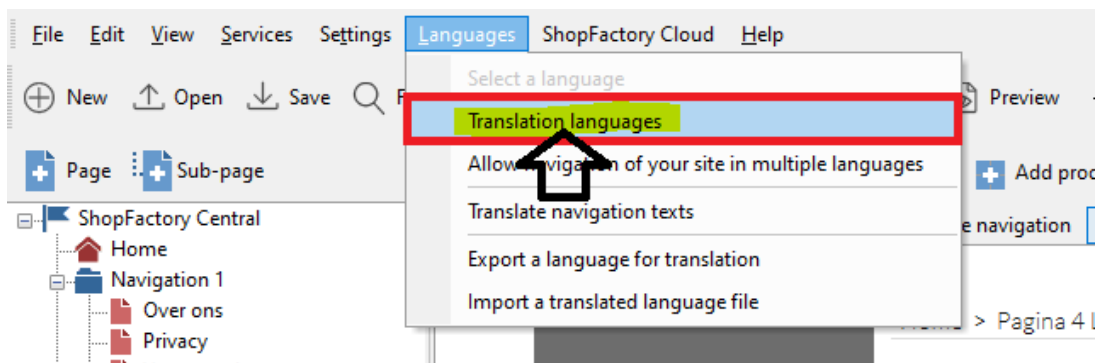 File Edit View Services Settings Languages ShopFactory Cloud Help
Select a language
New Open Save Preview
Translation languages
Allow navigation of your site in multiple languages
Page Sub-page Add
Translate navigation texts
ShopFactory Central
navigation
Home
Export a language for translation
Navigation 1
Import a translated language file
Over ons
> Pagina 4
Privacy